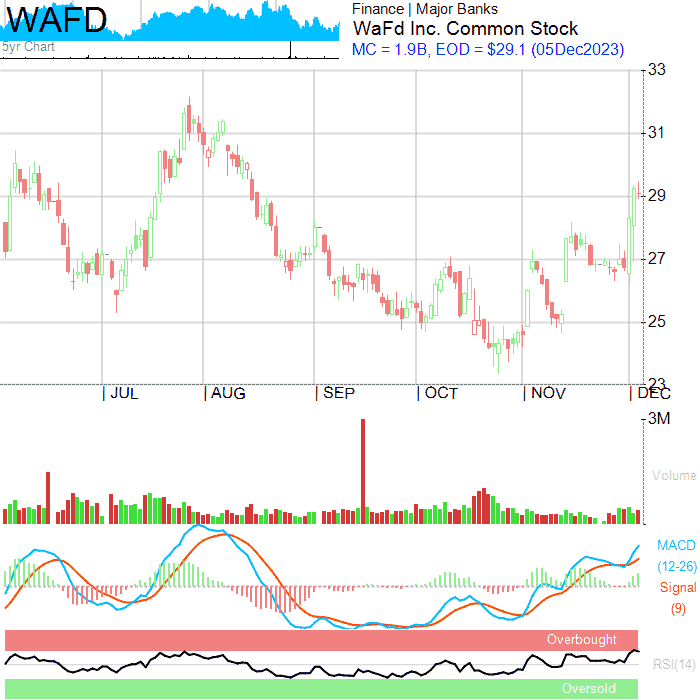 WAFD
5yr Chart
Finance | Major Banks
WaFd Inc. Common Stock
MC = 1.9B, EOD = $29.1 (05Dec2023)
33
31
29
27
25
23
| JUL | AUG | SEP | OCT | NOV | DEC
3M
Volume
MACD
(12-26)
Signal
(9)
Overbought
RSI(14)
Oversold